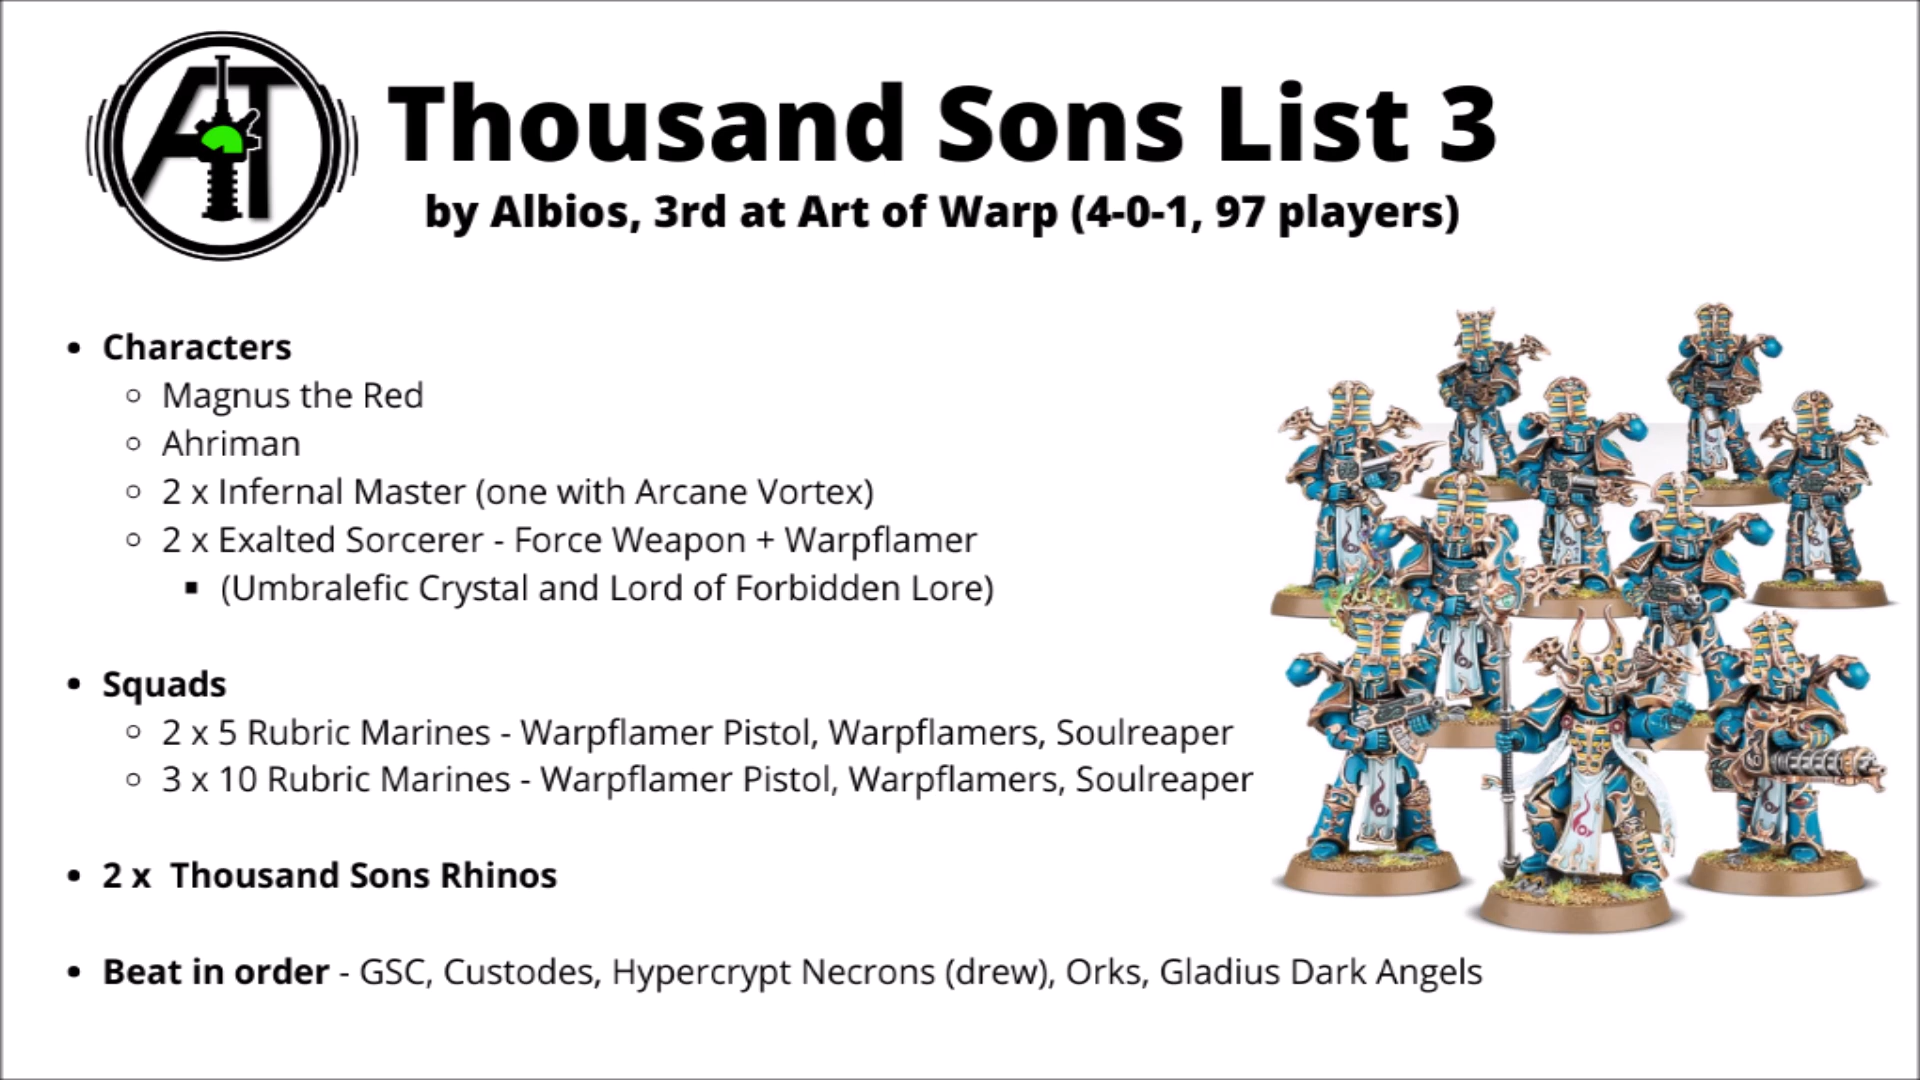 AT
Thousand Sons List 3
by Albios, 3rd at Art of Warp (4-0-1, 97 players)
• Characters
○ Magnus the Red
○ Ahriman
○ 2 x Infernal Master (one with Arcane Vortex)
○ 2 x Exalted Sorcerer - Force Weapon + Warpflamer
▪ (Umbralefic Crystal and Lord of Forbidden Lore)
• Squads
○ 2 x 5 Rubric Marines - Warpflamer Pistol, Warpflamers, Soulreaper
○ 3 x 10 Rubric Marines - Warpflamer Pistol, Warpflamers, Soulreaper
• 2 x Thousand Sons Rhinos
• Beat in order - GSC, Custodes, Hypercrypt Necrons (drew), Orks, Gladius Dark Angels